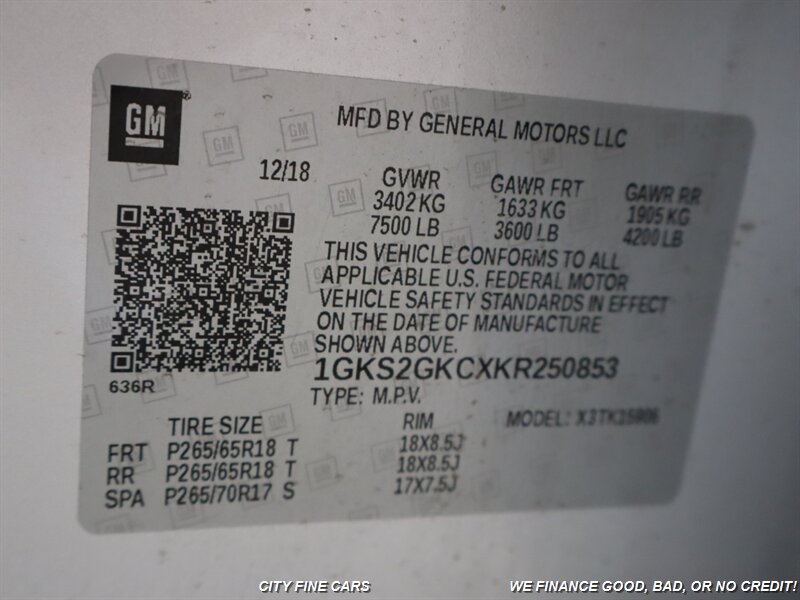 GM
MFD BY GENERAL MOTORS LLC
12/18
GVWR
3402 KG
7500 LB
GAWR FRT
1633 KG
3600 LB
GAWR RR
1905 KG
4200 LB
THIS VEHICLE CONFORMS TO ALL
APPLICABLE U.S. FEDERAL MOTOR
VEHICLE SAFETY STANDARDS IN EFFECT
ON THE DATE OF MANUFACTURE
SHOWN ABOVE.
1GKS2GKCXKR250853
636R
TYPE: M.P.V.
MODEL:
TIRE SIZE RIM
FRT P265/65R18 T 18X8.5J
RR P265/65R18 T 18X8.5J
SPA P265/70R17 S 17X7.5J
CITY FINE CARS
WE FINANCE GOOD, BAD, OR NO CREDIT!